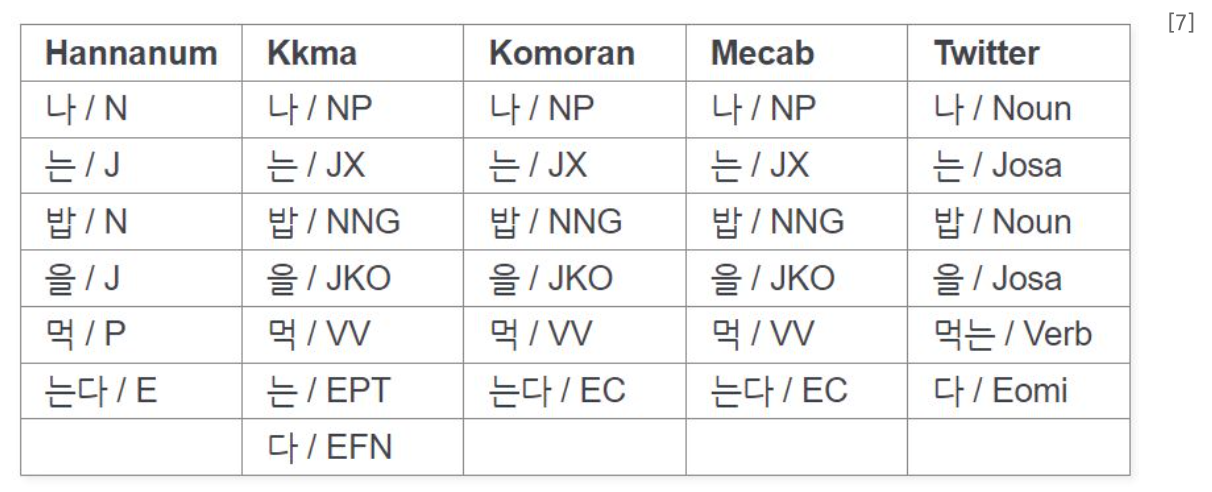 [7]
Hannanum Kkma Komoran Mecab Twitter
나 / N 나 / NP 나 / NP 나 / NP 나 / Noun
는 / J 는 / JX 는 / JX 는 / JX 는 / Josa
밥 / N 밥 / NNG 밥 / NNG 밥 / NNG 밥 / Noun
을 / J 을 / JKO 을 / JKO 을 / JKO 을 / Josa
먹 / P 먹 / VV 먹 / VV 먹 / VV 먹는 / Verb
는다 / E 는 / EPT 는다 / EC 는다 / EC 다 / Eomi
다 / EFN